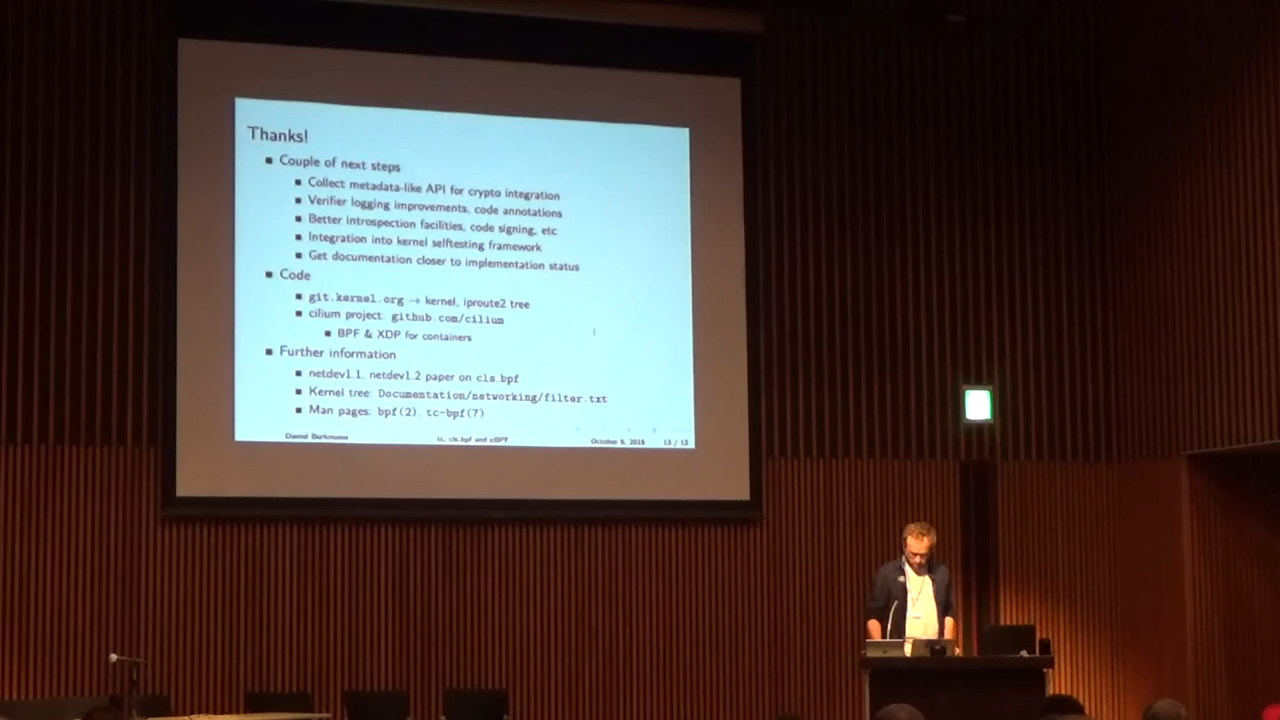 Thanks!
Couple of next steps
Collect metadata-like API for crypto integration
Verifier logging improvements, code annotations
Better introspection facilities, code signing, etc
Integration into kernel selftesting framework
Get documentation closer to implementation status
Code
git.kernel.org → kernel, iproute2 tree
cilium project: github.com/cilium
BPF & XDP for containers
Further information
netdev1.1, netdev1.2 paper on cls_bpf
Kernel tree: Documentation/networking/filter.txt
Man pages: bpf(2), tc-bpf(7)
Daniel Borkmann tc, cls_bpf and eBPF October 6, 2016 13 / 13